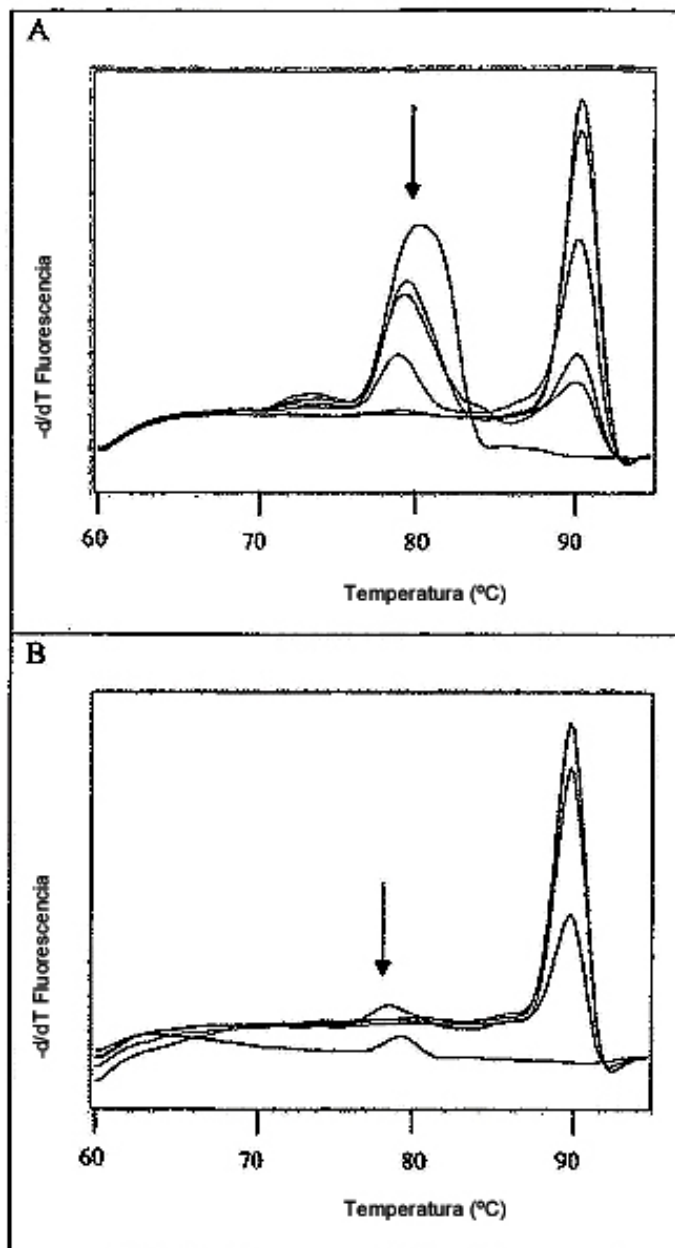 A
-d/dT Fluorescencia
60 70 80 90
Temperatura (ºC)
B
-d/dT Fluorescencia
60 70 80 90
Temperatura (ºC)